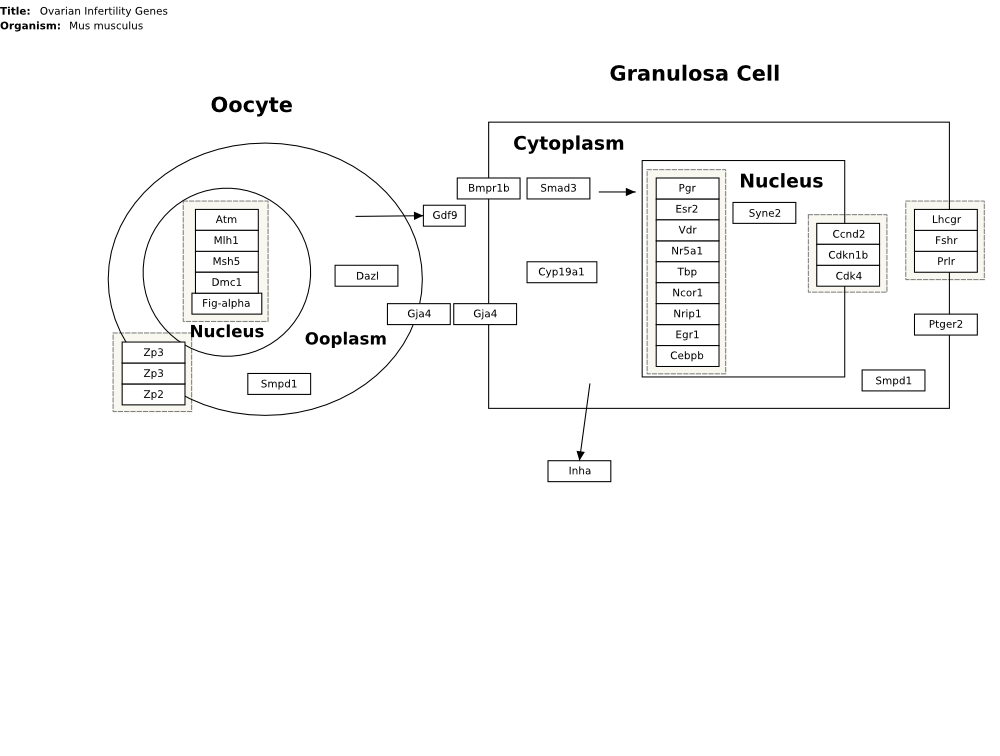 Title: Ovarian Infertility Genes
Organism: Mus musculus
Granulosa Cell
Oocyte
Cytoplasm
Nucleus
Bmpr1b
Smad3
Pgr
Esr2
Vdr
Nr5a1
Tbp
Ncor1
Nrip1
Egr1
Cebpb
Syne2
Ccnd2
Cdkn1b
Cdk4
Lhcgr
Fshr
Prlr
Ptger2
Smpd1
Cyp19a1
Gdf9
Atm
Mlh1
Msh5
Dmc1
Fig-alpha
Nucleus
Dazl
Gja4
Gja4
Ooplasm
Zp3
Zp3
Zp2
Smpd1
Inha